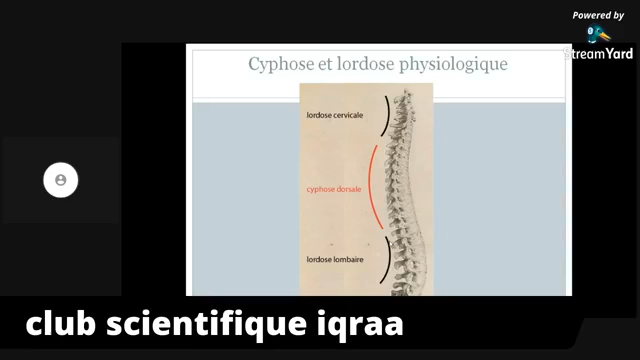 Powered by
StreamYard
Cyphose et lordose physiologique
lordose cervicale
cyphose dorsale
lordose lombaire
club scientifique iqraa